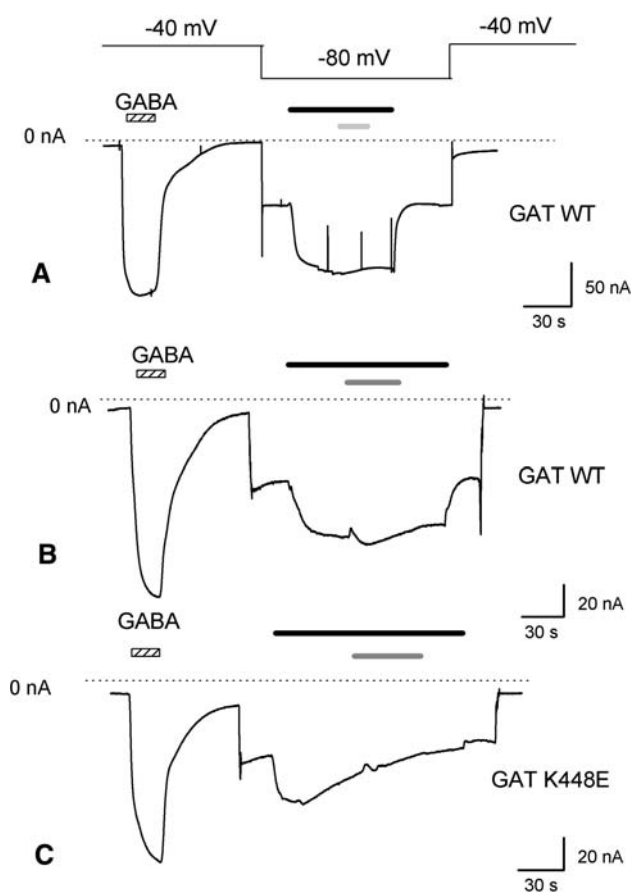 -40 mV
-80 mV
-40 mV
GABA
0 nA
GAT WT
A
50 nA
30 s
GABA
0 nA
GAT WT
B
20 nA
30 s
GABA
0 nA
GAT K448E
C
20 nA
30 s